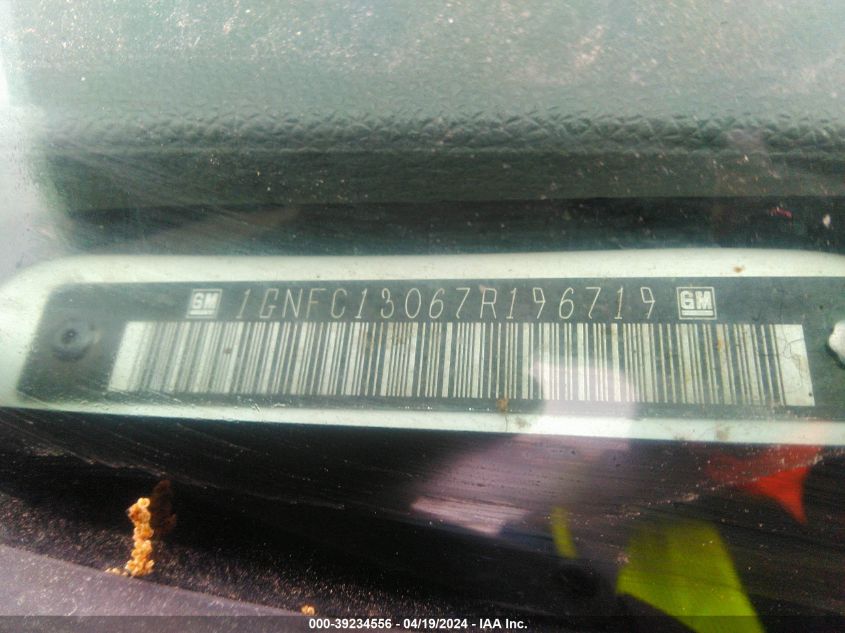 GM 1GNFC13067R196719 GM
000-39234556 - 04/19/2024 - IAA Inc.